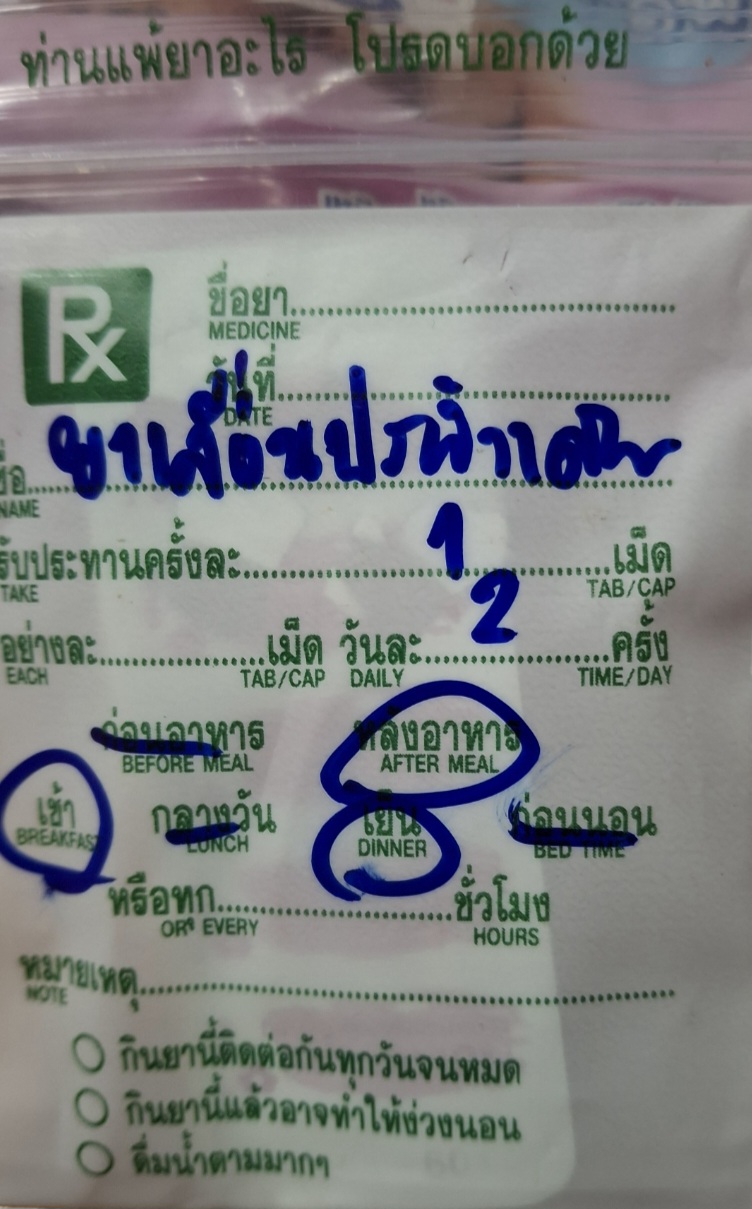 ท่านแพ้ยาอะไร โปรดบอกด้วย
Rx
ชื่อยา
MEDICINE
วันที่
DATE
ยาเลื่อนประจำเดือน
ชื่อ
NAME
รับประทานครั้งละ 1 เม็ด
TAKE TAB/CAP
อย่างละ เม็ด วันละ 2 ครั้ง
EACH TAB/CAP DAILY TIME/DAY
ก่อนอาหาร หลังอาหาร
BEFORE MEAL AFTER MEAL
เช้า กลางวัน เย็น ก่อนนอน
BREAKFAST LUNCH DINNER BED TIME
หรือทุก ชั่วโมง
OR EVERY HOURS
หมายเหตุ
NOTE
กินยานี้ติดต่อกันทุกวันจนหมด
กินยานี้แล้วอาจทำให้ง่วงนอน
ดื่มน้ำตามมากๆ